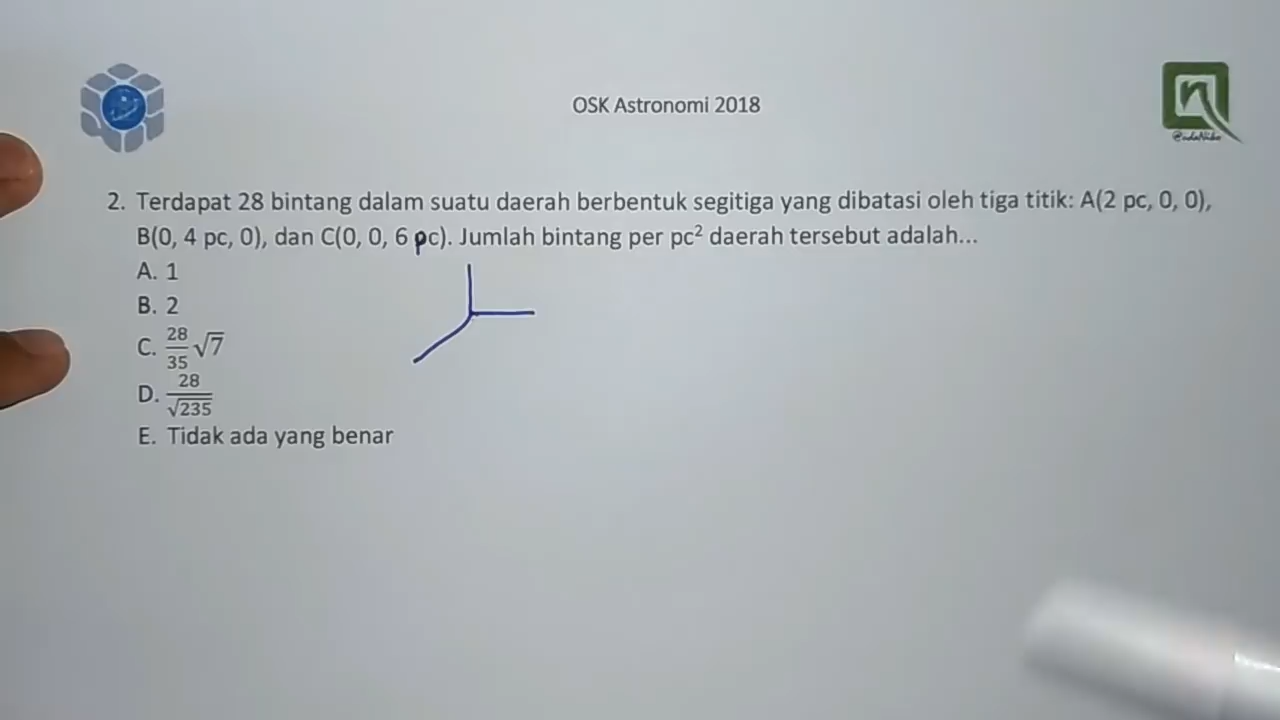 OSK Astronomi 2018
2. Terdapat 28 bintang dalam suatu daerah berbentuk segitiga yang dibatasi oleh tiga titik: A(2 pc, 0, 0),
B(0, 4 pc, 0), dan C(0, 0, 6 pc). Jumlah bintang per pc² daerah tersebut adalah...
A. 1
B. 2
C. 28/35 √7
D. 28/√235
E. Tidak ada yang benar